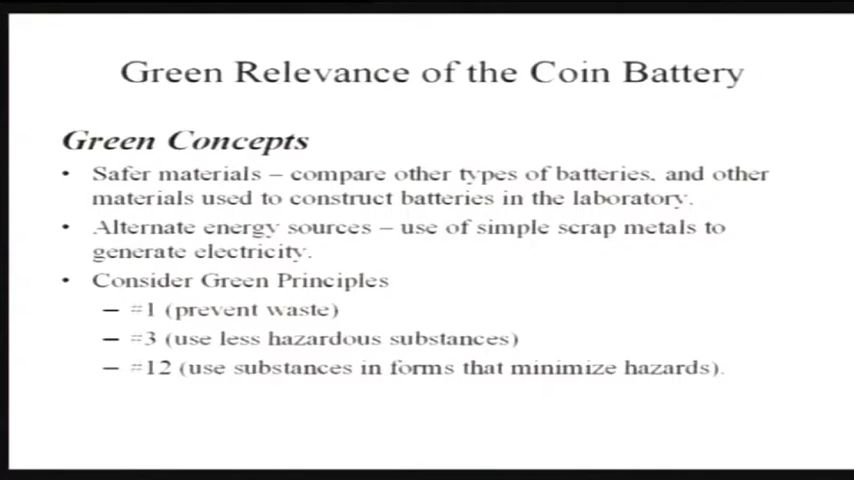 Green Relevance of the Coin Battery
Green Concepts
• Safer materials – compare other types of batteries, and other
materials used to construct batteries in the laboratory.
• Alternate energy sources – use of simple scrap metals to
generate electricity.
• Consider Green Principles
– #1 (prevent waste)
– #3 (use less hazardous substances)
– #12 (use substances in forms that minimize hazards).